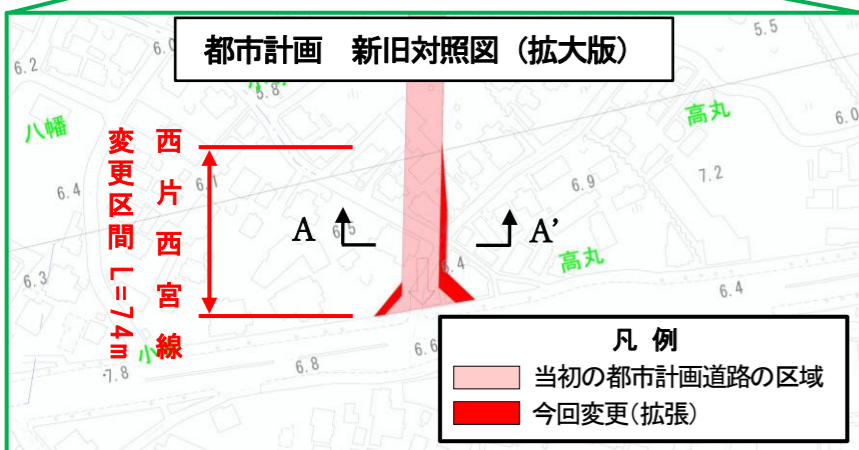 都市計画 新旧対照図(拡大版)
5.5
6.0
6.2
5.8
八幡
高丸
6.0
西片西宮線
変更区間 L=74m
6.4
6.1
6.9
7.2
A
6.5
A'
高丸
6.3
6.4
6.4
小
7.8
6.8
6.6
凡 例
当初の都市計画道路の区域
今回変更(拡張)